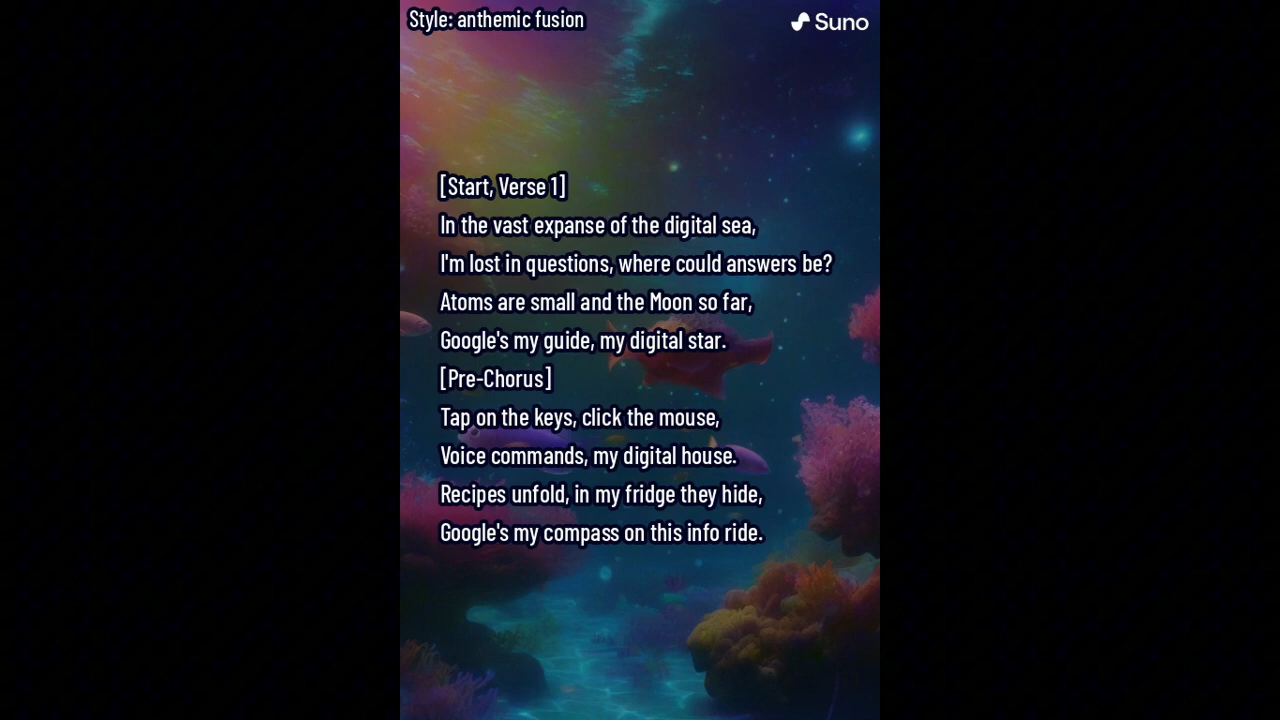 Style: anthemic fusion
Suno
[Start, Verse 1]
In the vast expanse of the digital sea,
I'm lost in questions, where could answers be?
Atoms are small and the Moon so far,
Google's my guide, my digital star.
[Pre-Chorus]
Tap on the keys, click the mouse,
Voice commands, my digital house.
Recipes unfold, in my fridge they hide,
Google's my compass on this info ride.